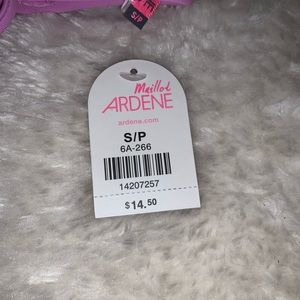 S/P
Maillot
ARDENE
ardene.com
S/P
6A-266
14207257
$14.50